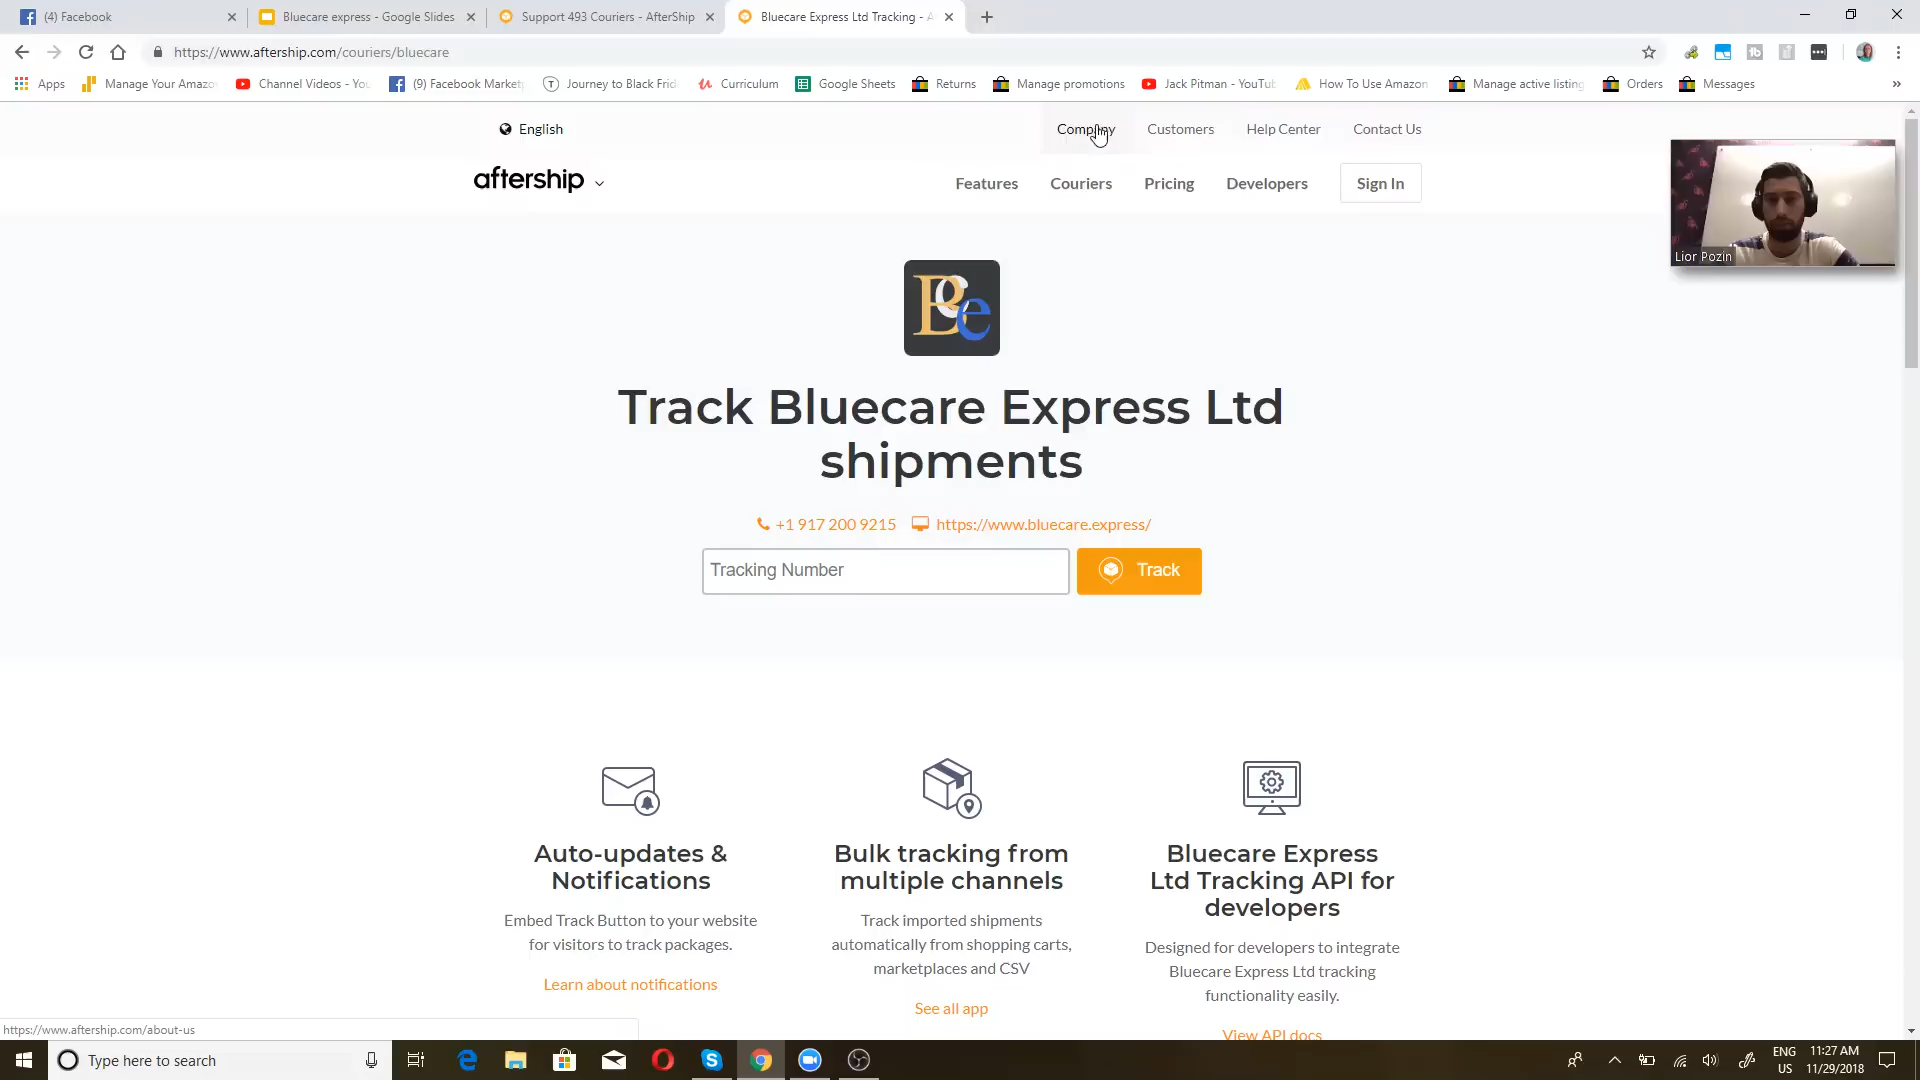 (4) Facebook
Bluecare express - Google Slides
Support 493 Couriers - AfterShip
Bluecare Express Ltd Tracking - A
https://www.aftership.com/couriers/bluecare
Apps
Manage Your Amazo
Channel Videos - You
(9) Facebook Market
Journey to Black Frid
Curriculum
Google Sheets
Returns
Manage promotions
Jack Pitman - YouTub
How To Use Amazon
Manage active listing
Orders
Messages
»
English
Company
Customers
Help Center
Contact Us
aftership
Features
Couriers
Pricing
Developers
Sign In
Lior Pozin
Bce
Track Bluecare Express Ltd
shipments
+1 917 200 9215
https://www.bluecare.express/
Tracking Number
Track
Auto-updates &
Notifications
Embed Track Button to your website
for visitors to track packages.
Learn about notifications
Bulk tracking from
multiple channels
Track imported shipments
automatically from shopping carts,
marketplaces and CSV
See all app
Bluecare Express
Ltd Tracking API for
developers
Designed for developers to integrate
Bluecare Express Ltd tracking
functionality easily.
View API docs
https://www.aftership.com/about-us
Type here to search
ENG
US
11:27 AM
11/29/2018